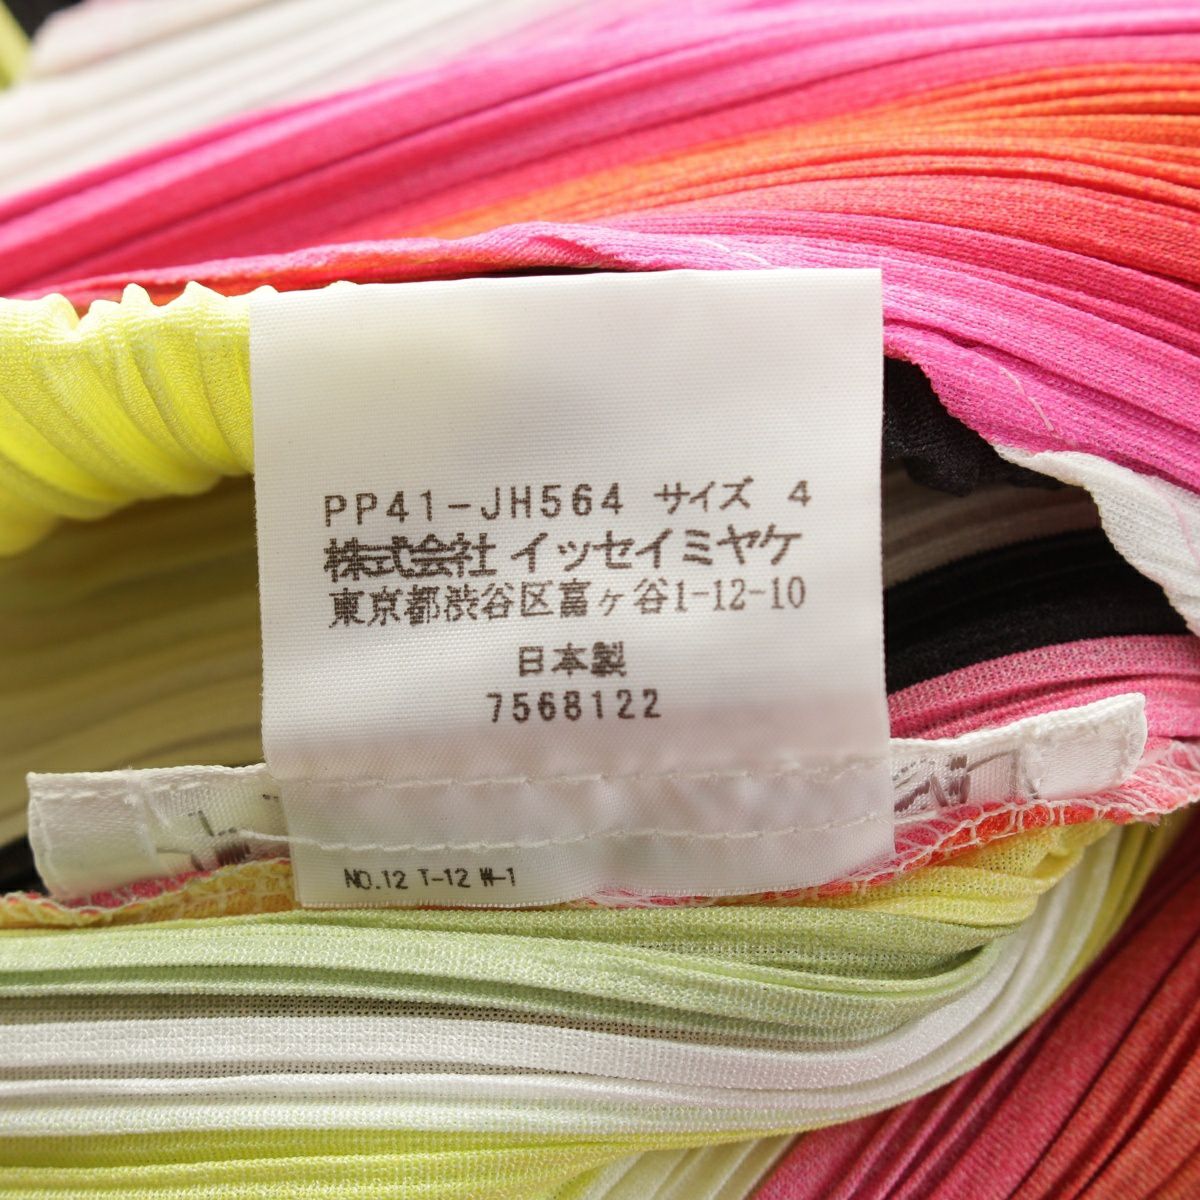 PP41-JH564 サイズ 4
株式会社 イッセイミヤケ
東京都渋谷区富ヶ谷1-12-10
日本製
7568122
NO.12 T-12 W-1